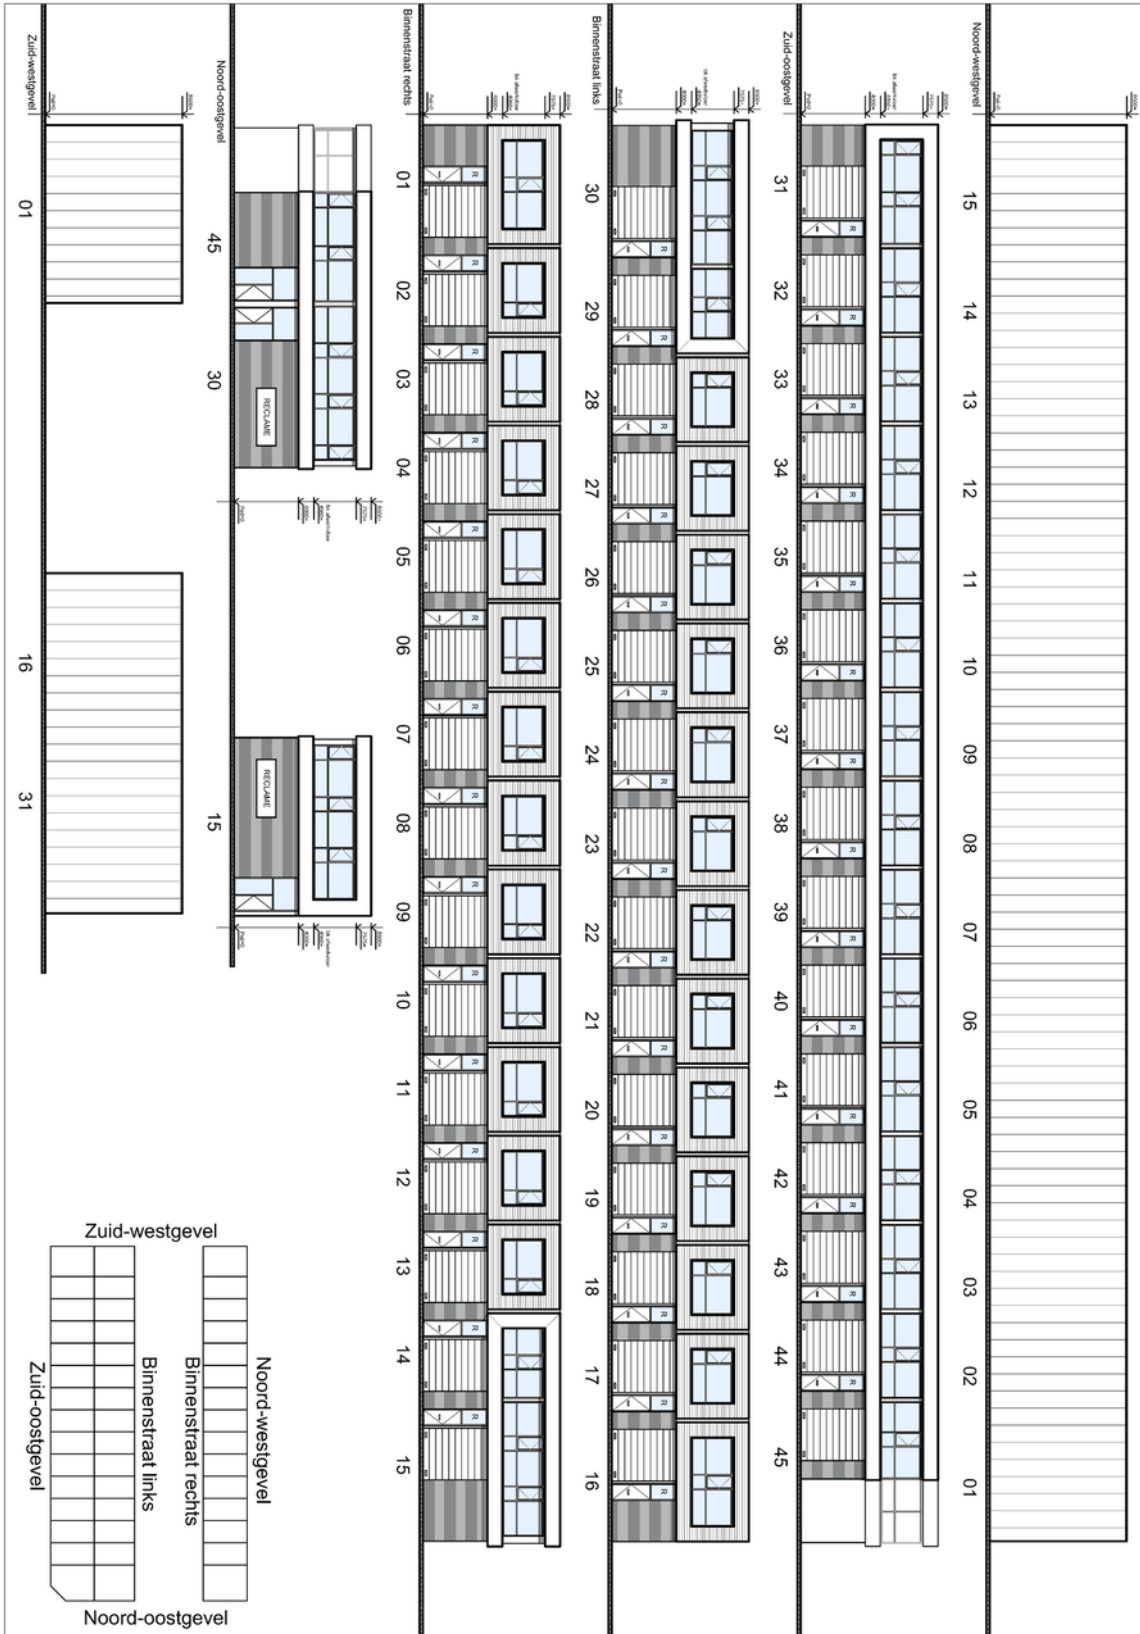 Noord-westgevel
15 14 13 12 11 10 09 08 07 06 05 04 03 02 01
Zuid-oostgevel
31 32 33 34 35 36 37 38 39 40 41 42 43 44 45
R R R R R R R R R R R R R R
Binnenstraat links
30 29 28 27 26 25 24 23 22 21 20 19 18 17 16
R R R R R R R R R R R R R R R
Binnenstraat rechts
01 02 03 04 05 06 07 08 09 10 11 12 13 14 15
R R R R R R R R R R R R R R R
Noord-oostgevel
RECLAME
RECLAME
45 30 15
Zuid-westgevel
01 16 31
Zuid-westgevel
Noord-westgevel
Binnenstraat rechts
Binnenstraat links
Zuid-oostgevel
Noord-oostgevel